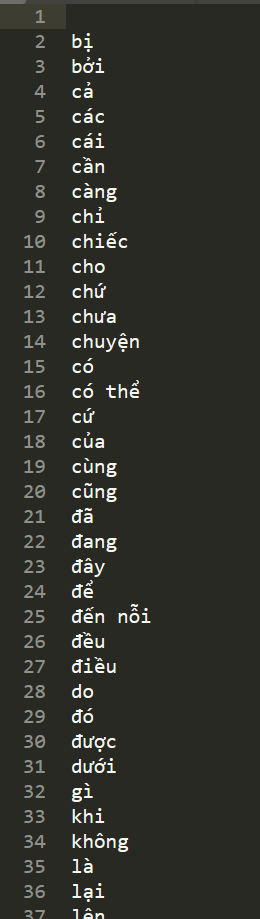 1
2 bị
3 bởi
4 cả
5 các
6 cái
7 cần
8 càng
9 chỉ
10 chiếc
11 cho
12 chứ
13 chưa
14 chuyện
15 có
16 có thể
17 cứ
18 của
19 cùng
20 cũng
21 đã
22 đang
23 đây
24 để
25 đến nỗi
26 đều
27 điều
28 do
29 đó
30 được
31 dưới
32 gì
33 khi
34 không
35 là
36 lại
37 lên